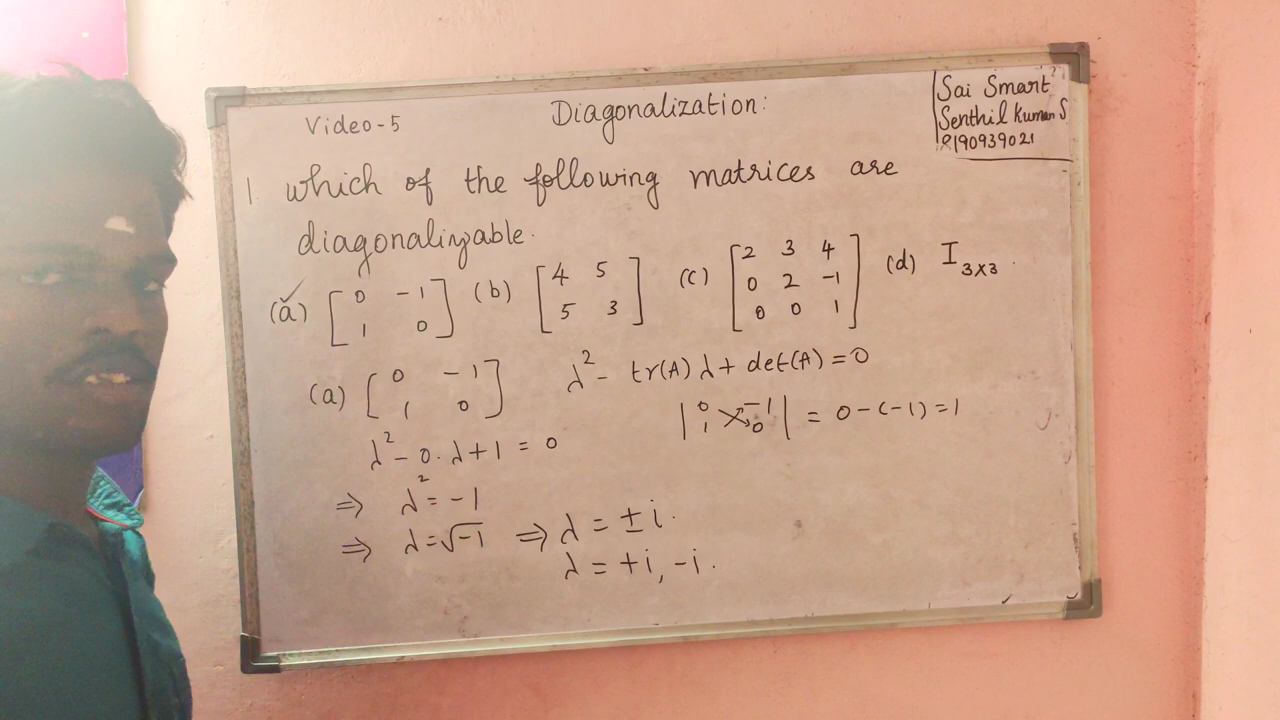 Video-5
Diagonalization:
Sai Smart
Senthil Kumar S
8190939021
1. which of the following matrices are
diagonalizable.
(a) ✓ [ 0 -1 ; 1 0 ] (b) [ 4 5 ; 5 3 ] (c) [ 2 3 4 ; 0 2 -1 ; 0 0 1 ] (d) I₃ₓ₃.
(a) [ 0 -1 ; 1 0 ] λ² - tr(A) λ + det(A) = 0
| 0 -1 ; 1 0 | = 0 - (-1) = 1
λ² - 0. λ + 1 = 0
⇒ λ² = -1
⇒ λ = √-1 ⇒ λ = ± i.
λ = +i, -i.